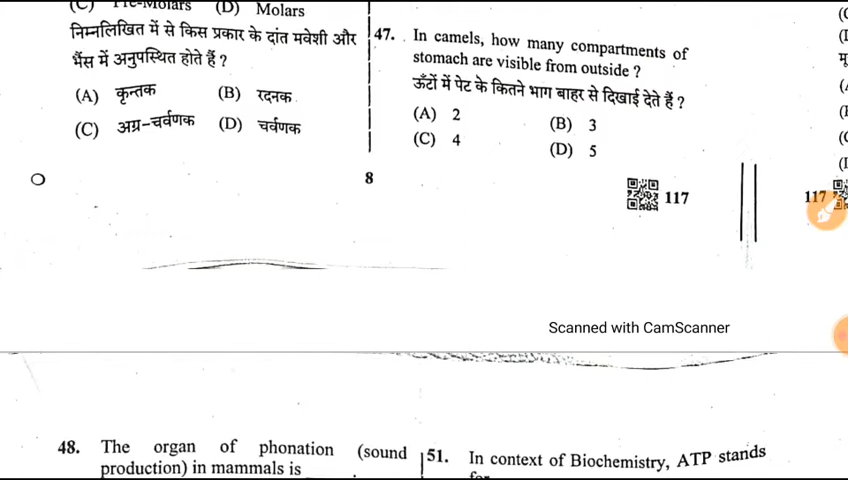 (C) Pre-Molars (D) Molars
निम्नलिखित में से किस प्रकार के दांत मवेशी और
भैंस में अनुपस्थित होते हैं ?
(A) कृन्तक (B) रदनक
(C) अग्र-चर्वणक (D) चर्वणक
47. In camels, how many compartments of
stomach are visible from outside ?
ऊँटों में पेट के कितने भाग बाहर से दिखाई देते हैं ?
(A) 2 (B) 3
(C) 4 (D) 5
8
117
117
Scanned with CamScanner
48. The organ of phonation (sound
production) in mammals is
51. In context of Biochemistry, ATP stands